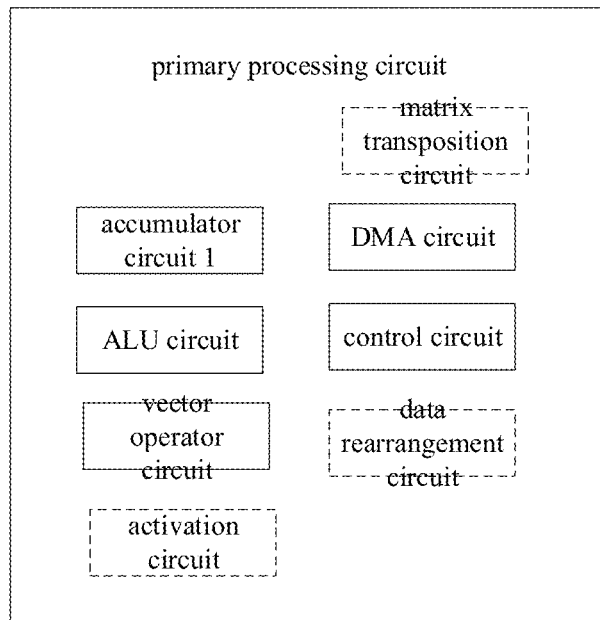 primary processing circuit
matrix
transposition
circuit
accumulator
circuit 1
DMA circuit
ALU circuit
control circuit
vector
operator
circuit
data
rearrangement
circuit
activation
circuit